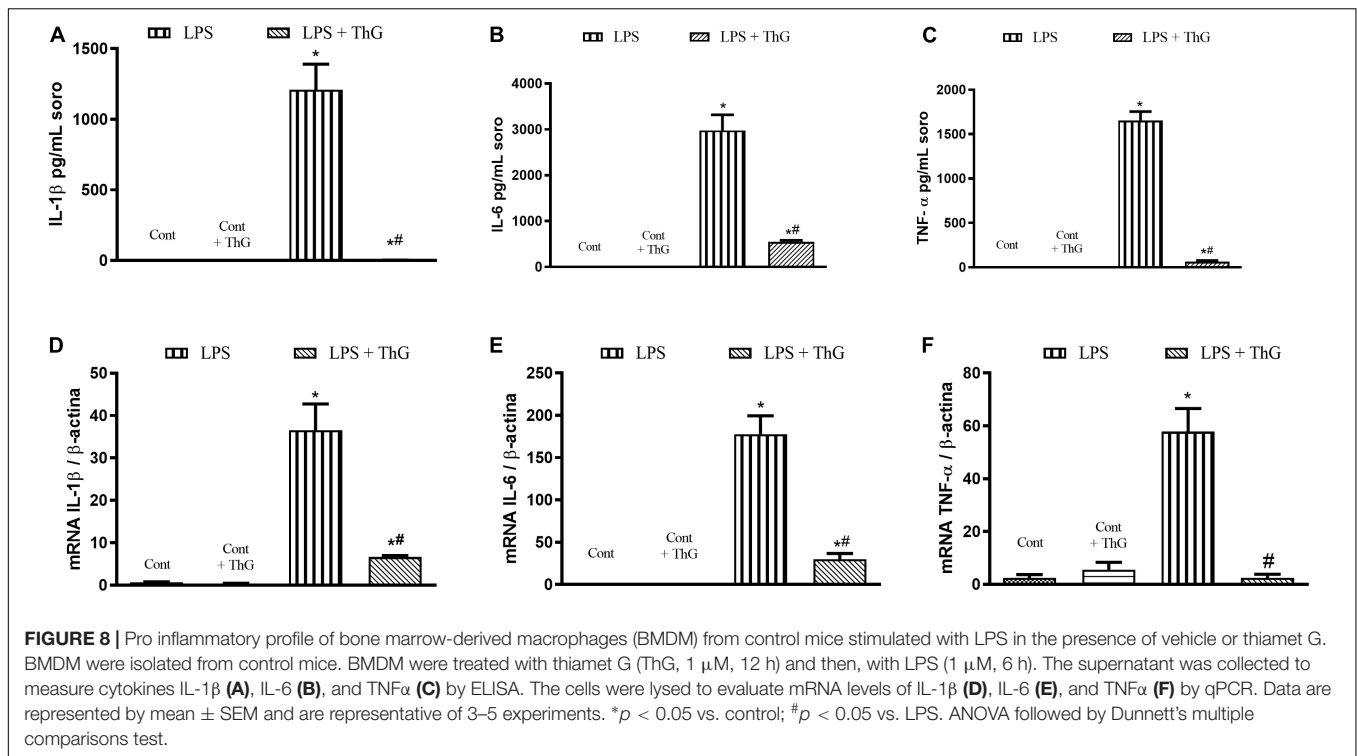 A
LPS
LPS + ThG
IL-1β pg/mL soro
1500
1000
500
0
Cont
Cont
+ ThG
*
*#
B
LPS
LPS + ThG
IL-6 pg/mL soro
4000
3000
2000
1000
0
Cont
Cont
+ ThG
*
*#
C
LPS
LPS + ThG
TNF- α pg/mL soro
2000
1500
1000
500
0
Cont
Cont
+ ThG
*
*#
D
LPS
LPS + ThG
mRNA IL-1β / β-actina
50
40
30
20
10
0
Cont
Cont
+ ThG
*
*#
E
LPS
LPS + ThG
mRNA IL-6 / β-actina
250
200
150
100
50
0
Cont
Cont
+ ThG
*
*#
F
LPS
LPS + ThG
mRNA TNF-α / β-actina
80
60
40
20
0
Cont
Cont
+ ThG
*
#
FIGURE 8 | Pro inflammatory profile of bone marrow-derived macrophages (BMDM) from control mice stimulated with LPS in the presence of vehicle or thiamet G.
BMDM were isolated from control mice. BMDM were treated with thiamet G (ThG, 1 μM, 12 h) and then, with LPS (1 μM, 6 h). The supernatant was collected to
measure cytokines IL-1β (A), IL-6 (B), and TNFα (C) by ELISA. The cells were lysed to evaluate mRNA levels of IL-1β (D), IL-6 (E), and TNFα (F) by qPCR. Data are
represented by mean ± SEM and are representative of 3–5 experiments. *p < 0.05 vs. control; #p < 0.05 vs. LPS. ANOVA followed by Dunnett's multiple
comparisons test.